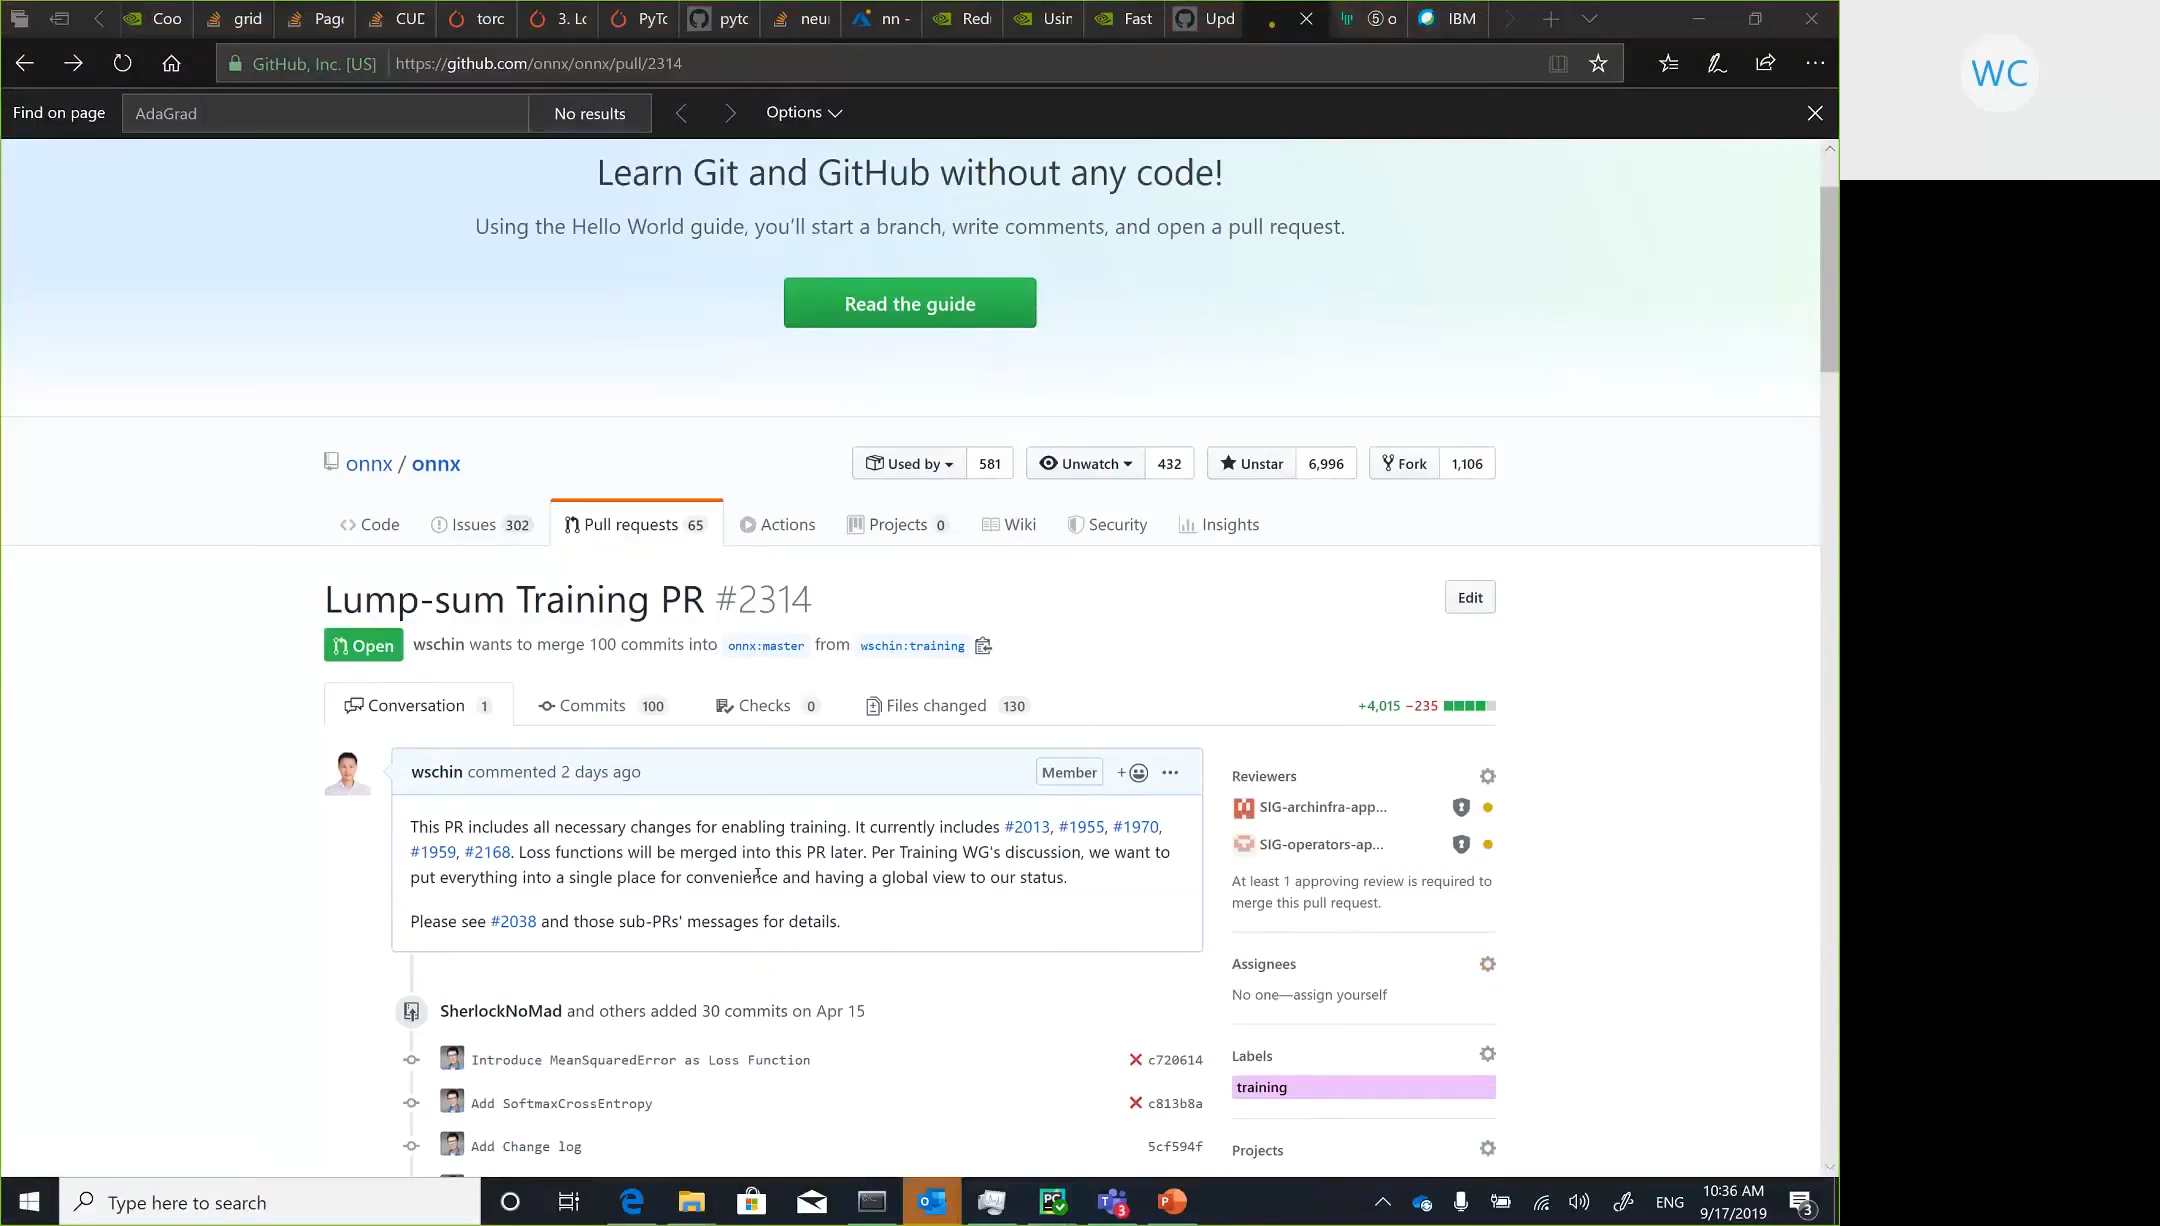 Coo grid Page CUD torc 3. Lo PyTo pytc neu nn - Red Usin Fast Upd ⑤ o IBM
GitHub, Inc. [US] https://github.com/onnx/onnx/pull/2314
Find on page AdaGrad No results Options
WC
Learn Git and GitHub without any code!
Using the Hello World guide, you'll start a branch, write comments, and open a pull request.
Read the guide
onnx / onnx Used by 581 Unwatch 432 Unstar 6,996 Fork 1,106
Code Issues 302 Pull requests 65 Actions Projects 0 Wiki Security Insights
Lump-sum Training PR #2314 Edit
Open wschin wants to merge 100 commits into onnx:master from wschin:training
Conversation 1 Commits 100 Checks 0 Files changed 130 +4,015 −235
wschin commented 2 days ago Member
This PR includes all necessary changes for enabling training. It currently includes #2013, #1955, #1970,
#1959, #2168. Loss functions will be merged into this PR later. Per Training WG's discussion, we want to
put everything into a single place for convenience and having a global view to our status.
Please see #2038 and those sub-PRs' messages for details.
SherlockNoMad and others added 30 commits on Apr 15
Introduce MeanSquaredError as Loss Function c720614
Add SoftmaxCrossEntropy c813b8a
Add Change log 5cf594f
Reviewers
SIG-archinfra-app...
SIG-operators-ap...
At least 1 approving review is required to
merge this pull request.
Assignees
No one—assign yourself
Labels
training
Projects
Type here to search ENG 10:36 AM
9/17/2019
3
3